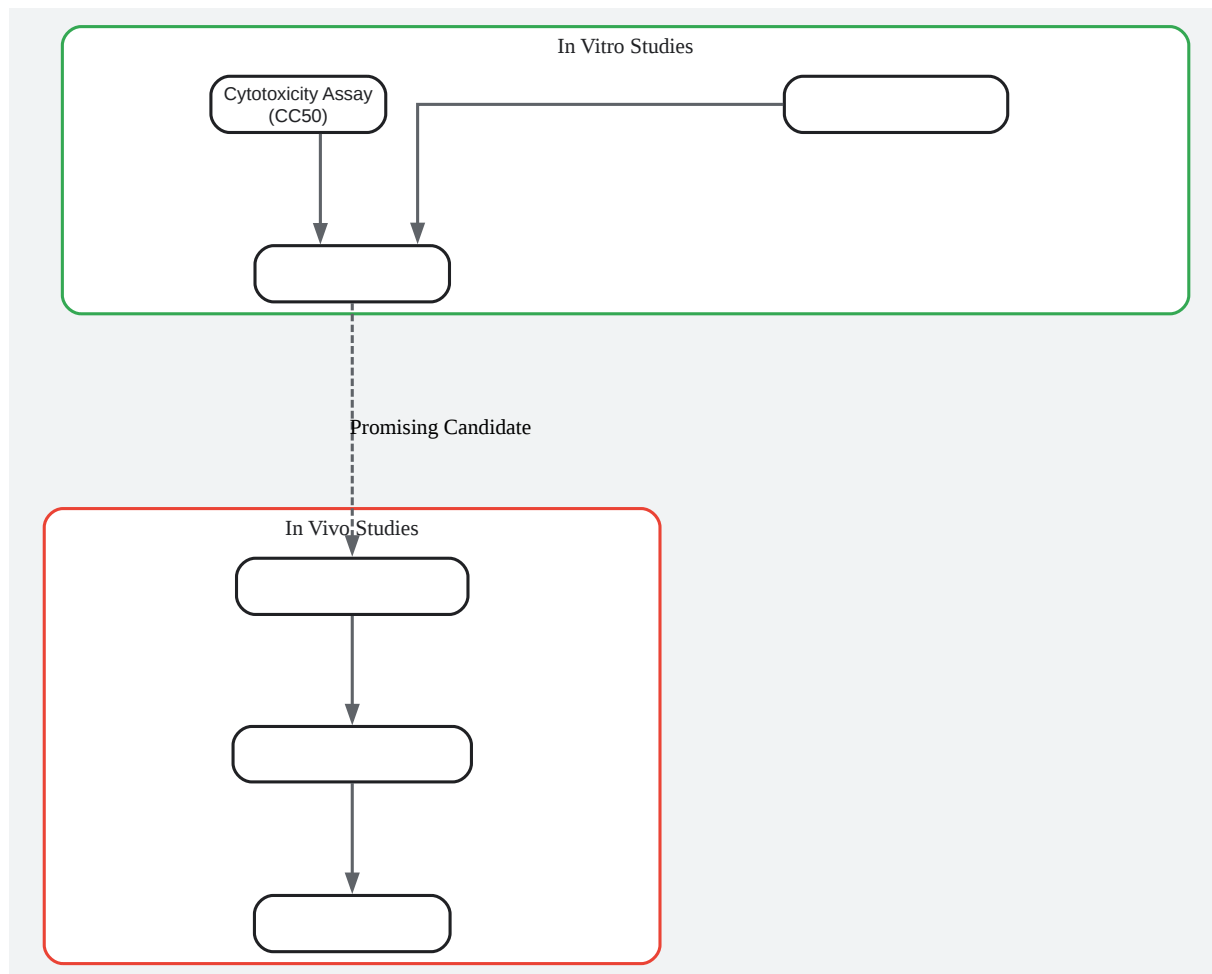 In Vitro Studies
Cytotoxicity Assay
(CC50)
Promising Candidate
In Vivo Studies